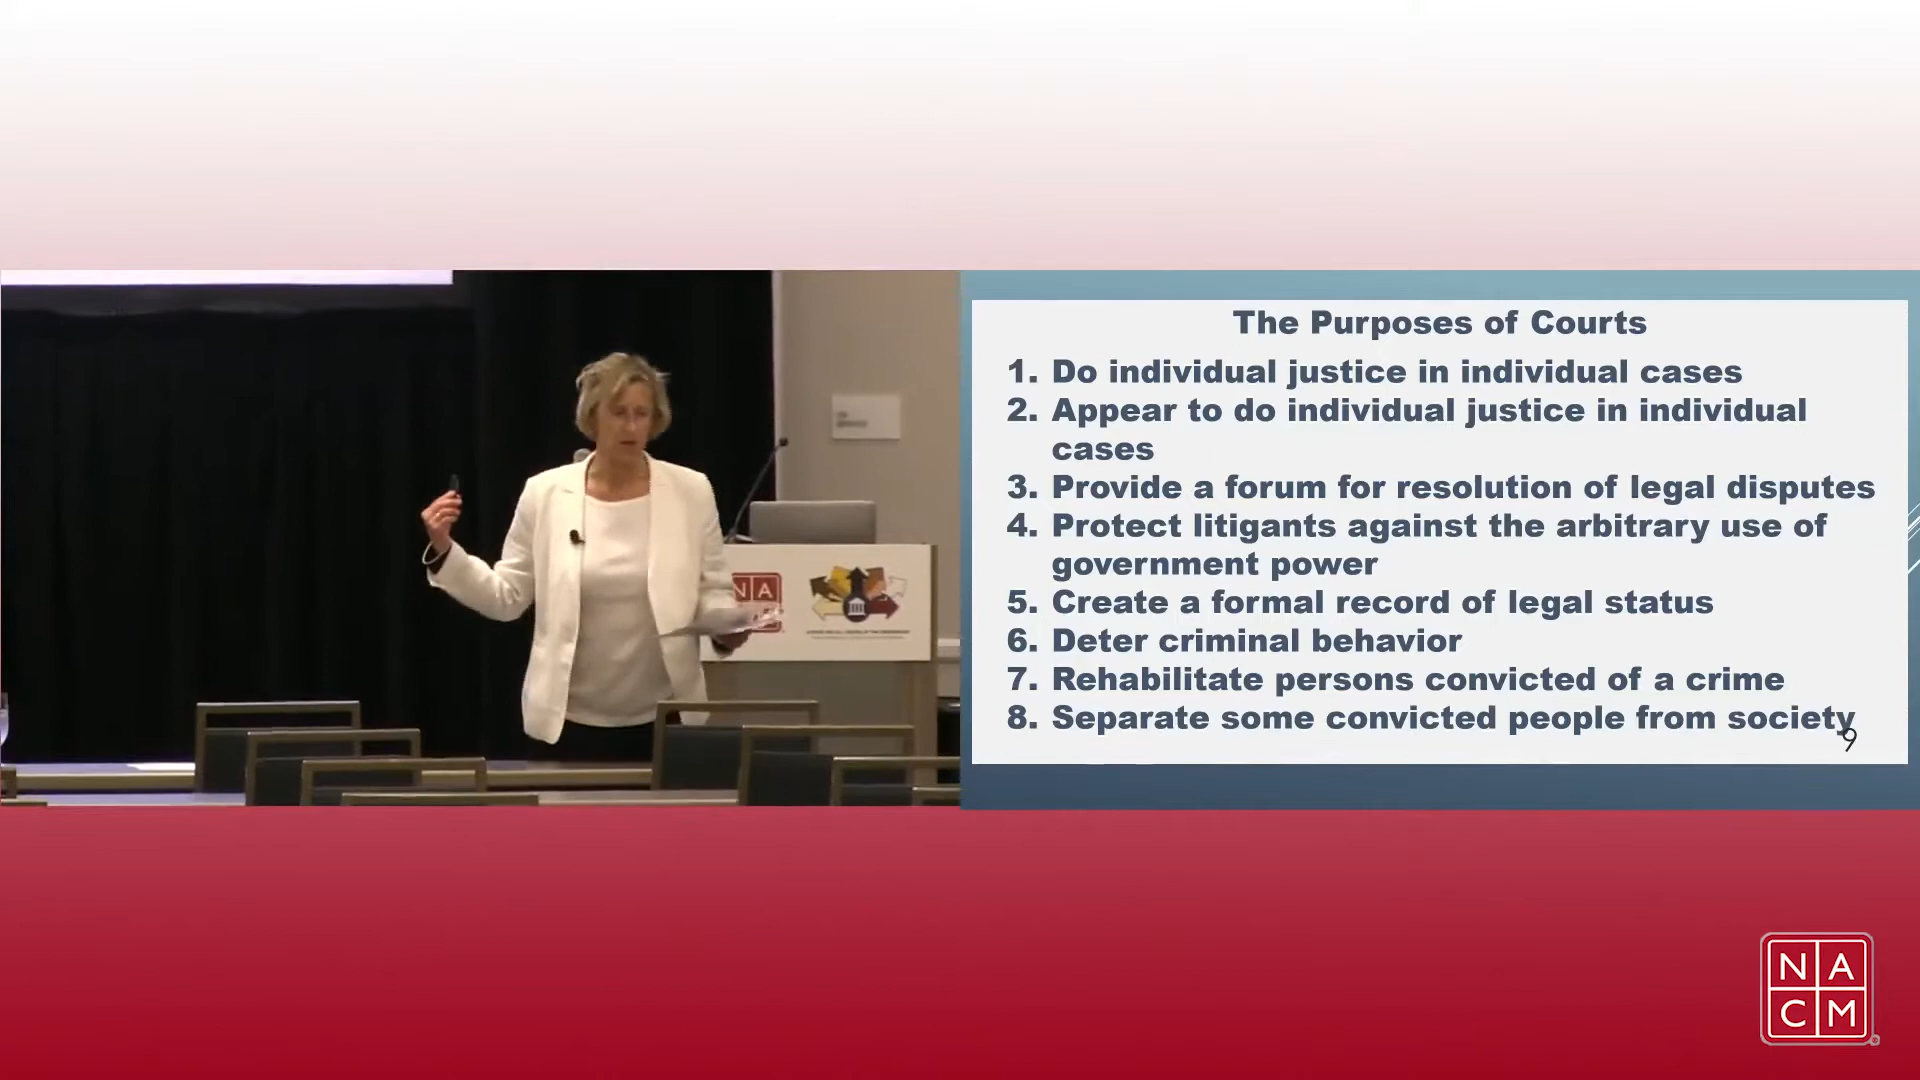 The Purposes of Courts
1. Do individual justice in individual cases
2. Appear to do individual justice in individual
cases
3. Provide a forum for resolution of legal disputes
4. Protect litigants against the arbitrary use of
government power
5. Create a formal record of legal status
6. Deter criminal behavior
7. Rehabilitate persons convicted of a crime
8. Separate some convicted people from society
9
N A
N A
C M